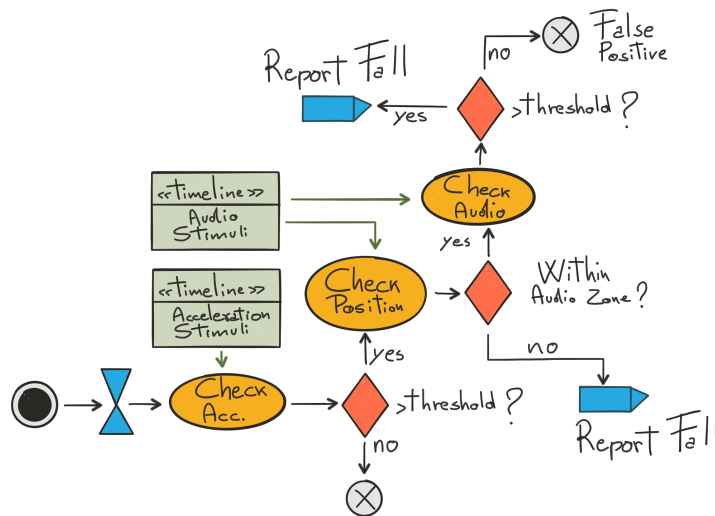 no
False
Positive
Report Fall
yes
>threshold?
<<timeline>>
Audio
Stimuli
Check
Audio
yes
<<timeline>>
Acceleration
Stimuli
Check
Position
Within
Audio Zone?
yes
no
Check
Acc.
>threshold?
no
Report Fall